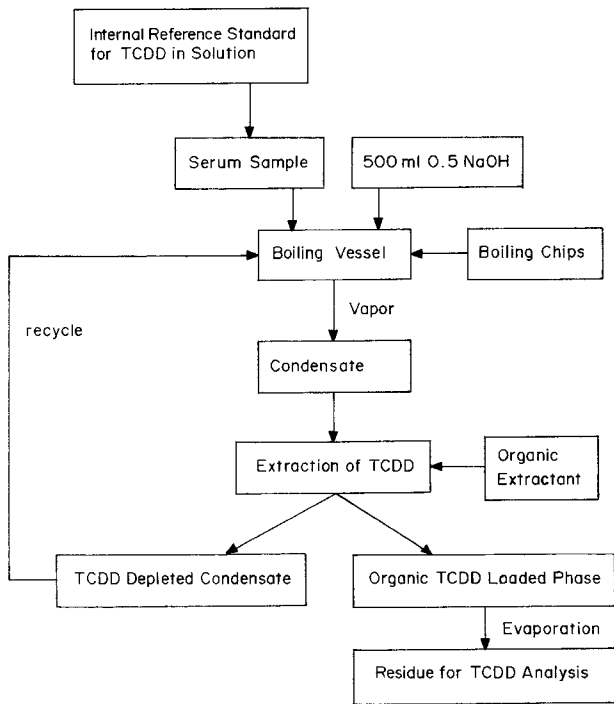 Internal Reference Standard
for TCDD in Solution
Serum Sample
500 ml 0.5 NaOH
Boiling Vessel
Boiling Chips
Vapor
recycle
Condensate
Extraction of TCDD
Organic
Extractant
TCDD Depleted Condensate
Organic TCDD Loaded Phase
Evaporation
Residue for TCDD Analysis